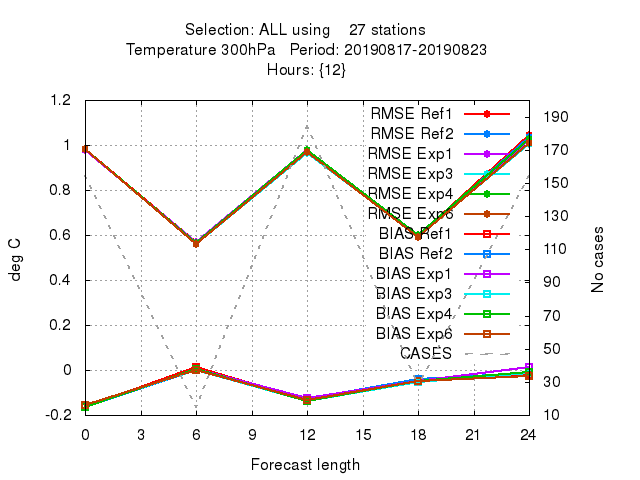 Selection: ALL using 27 stations
Temperature 300hPa Period: 20190817-20190823
Hours: {12}
1.2
1
0.8
0.6
0.4
0.2
0
-0.2
deg C
RMSE Ref1
RMSE Ref2
RMSE Exp1
RMSE Exp3
RMSE Exp4
RMSE Exp6
BIAS Ref1
BIAS Ref2
BIAS Exp1
BIAS Exp3
BIAS Exp4
BIAS Exp6
CASES
190
170
150
130
110
90
70
50
30
10
No cases
0 3 6 9 12 15 18 21 24
Forecast length